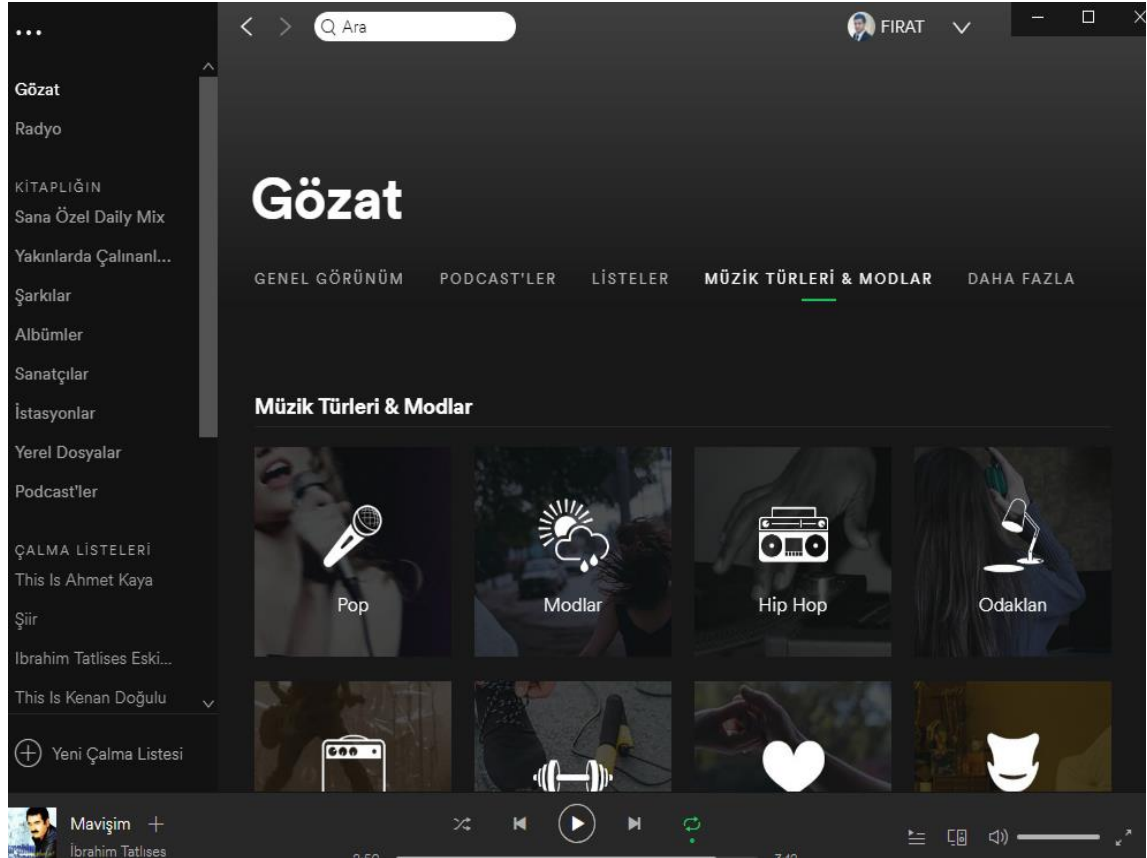 Ara
FIRAT
Gözat
Radyo
KİTAPLIĞIN
Sana Özel Daily Mix
Yakınlarda Çalınanl...
Şarkılar
Albümler
Sanatçılar
İstasyonlar
Yerel Dosyalar
Podcast'ler
ÇALMA LİSTELERİ
This Is Ahmet Kaya
Şiir
Ibrahim Tatlises Eski...
This Is Kenan Doğulu
Yeni Çalma Listesi
Gözat
GENEL GÖRÜNÜM PODCAST'LER LİSTELER MÜZİK TÜRLERİ & MODLAR DAHA FAZLA
Müzik Türleri & Modlar
Pop Modlar Hip Hop Odaklan
Mavişim
İbrahim Tatlıses